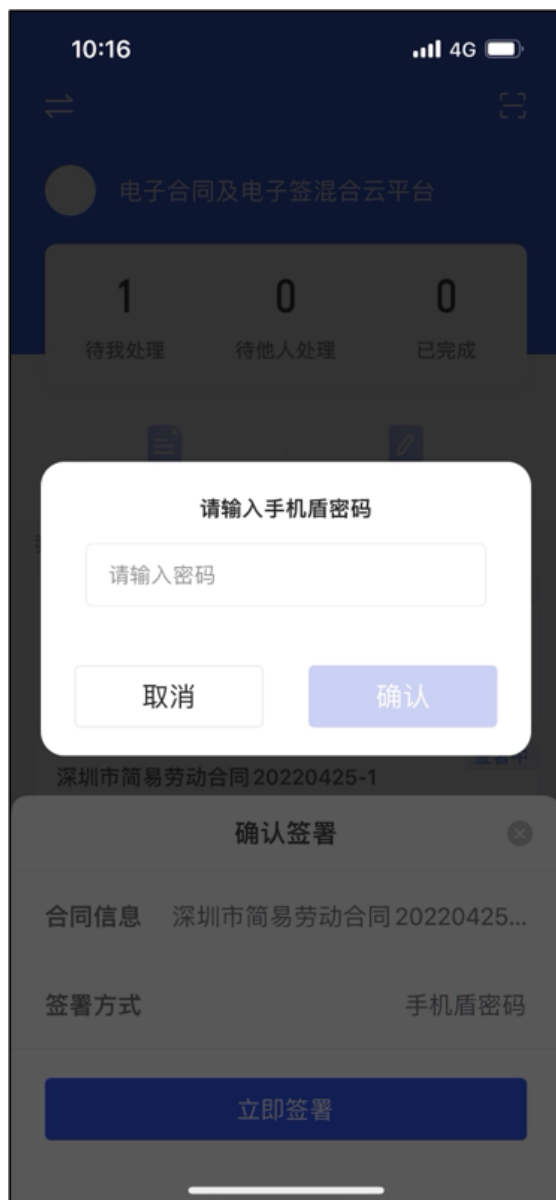 10:16
4G
电子合同及电子签混合云平台
1 0 0
待我处理 待他人处理 已完成
请输入手机盾密码
请输入密码
取消 确认
签署中
深圳市简易劳动合同20220425-1
确认签署
合同信息 深圳市简易劳动合同20220425...
签署方式 手机盾密码
立即签署